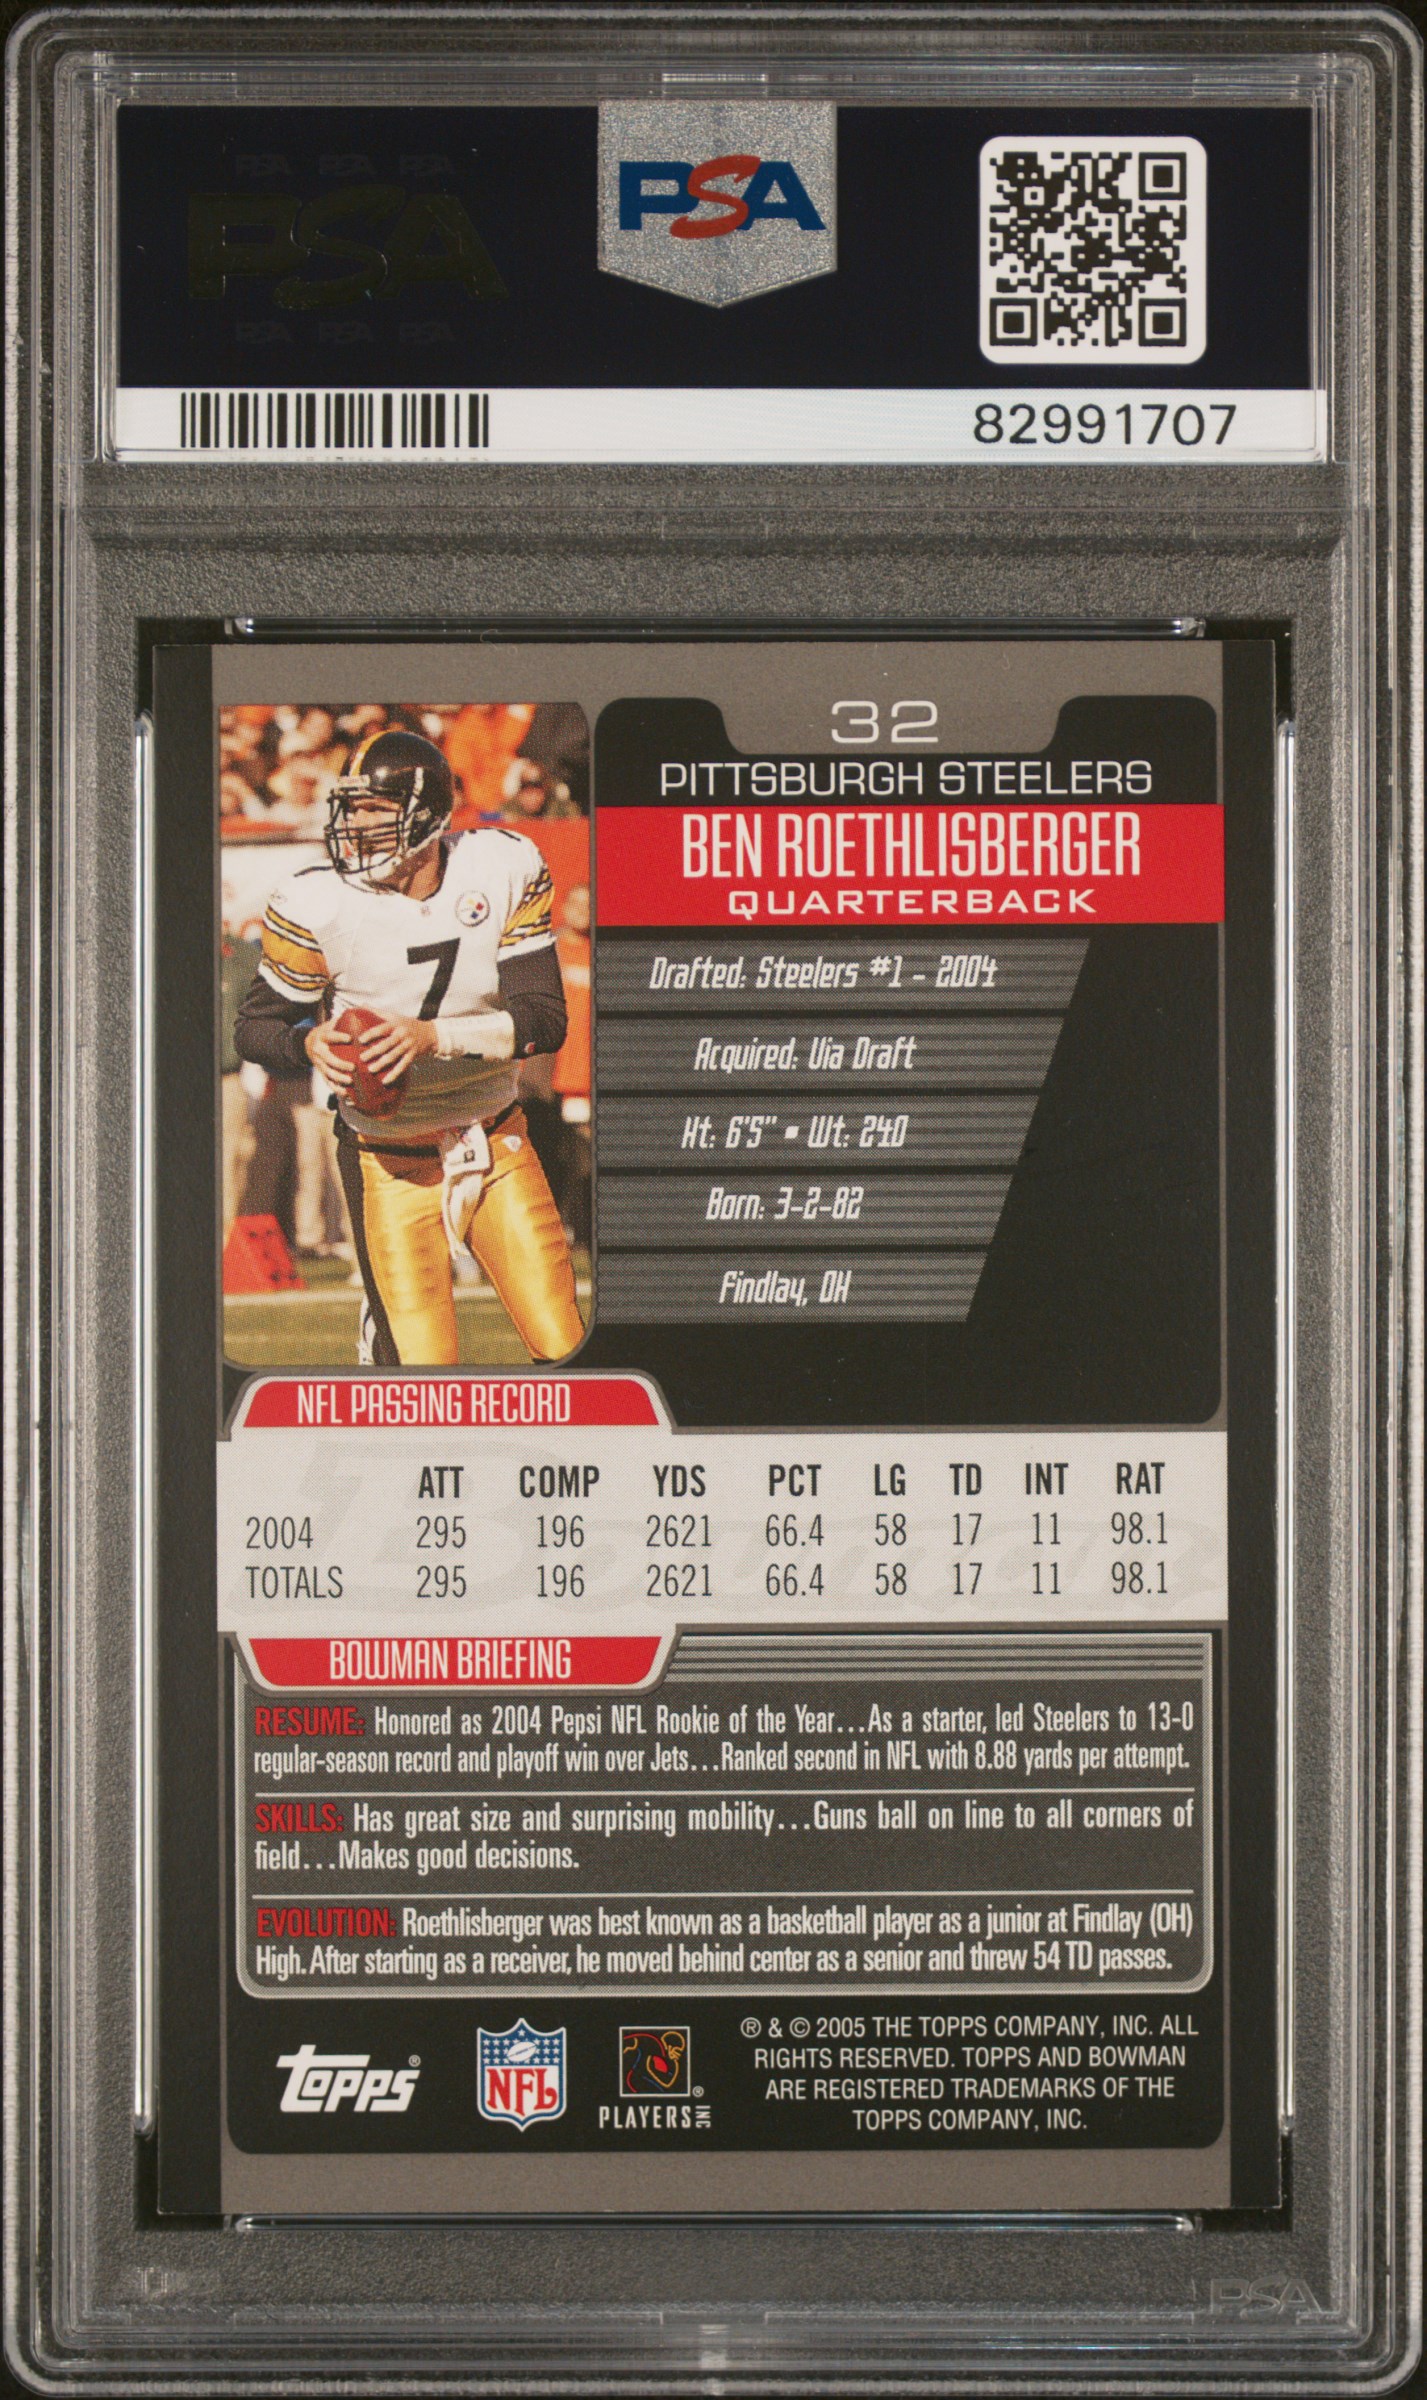 PSA PSA PSA
PSA
PSA PSA PSA
PSA
82991707
32
PITTSBURGH STEELERS
BEN ROETHLISBERGER
QUARTERBACK
Drafted: Steelers #1 - 2004
Acquired: Via Draft
Ht: 6'5" ▪ Wt: 240
Born: 3-2-82
Findlay, OH
7
NFL PASSING RECORD
ATT COMP YDS PCT LG TD INT RAT
2004 295 196 2621 66.4 58 17 11 98.1
TOTALS 295 196 2621 66.4 58 17 11 98.1
BOWMAN BRIEFING
RESUME: Honored as 2004 Pepsi NFL Rookie of the Year...As a starter, led Steelers to 13-0
regular-season record and playoff win over Jets...Ranked second in NFL with 8.88 yards per attempt.
SKILLS: Has great size and surprising mobility...Guns ball on line to all corners of
field...Makes good decisions.
EVOLUTION: Roethlisberger was best known as a basketball player as a junior at Findlay (OH)
High. After starting as a receiver, he moved behind center as a senior and threw 54 TD passes.
topps®
NFL
PLAYERS INC ®
® & © 2005 THE TOPPS COMPANY, INC. ALL
RIGHTS RESERVED. TOPPS AND BOWMAN
ARE REGISTERED TRADEMARKS OF THE
TOPPS COMPANY, INC.
PSA